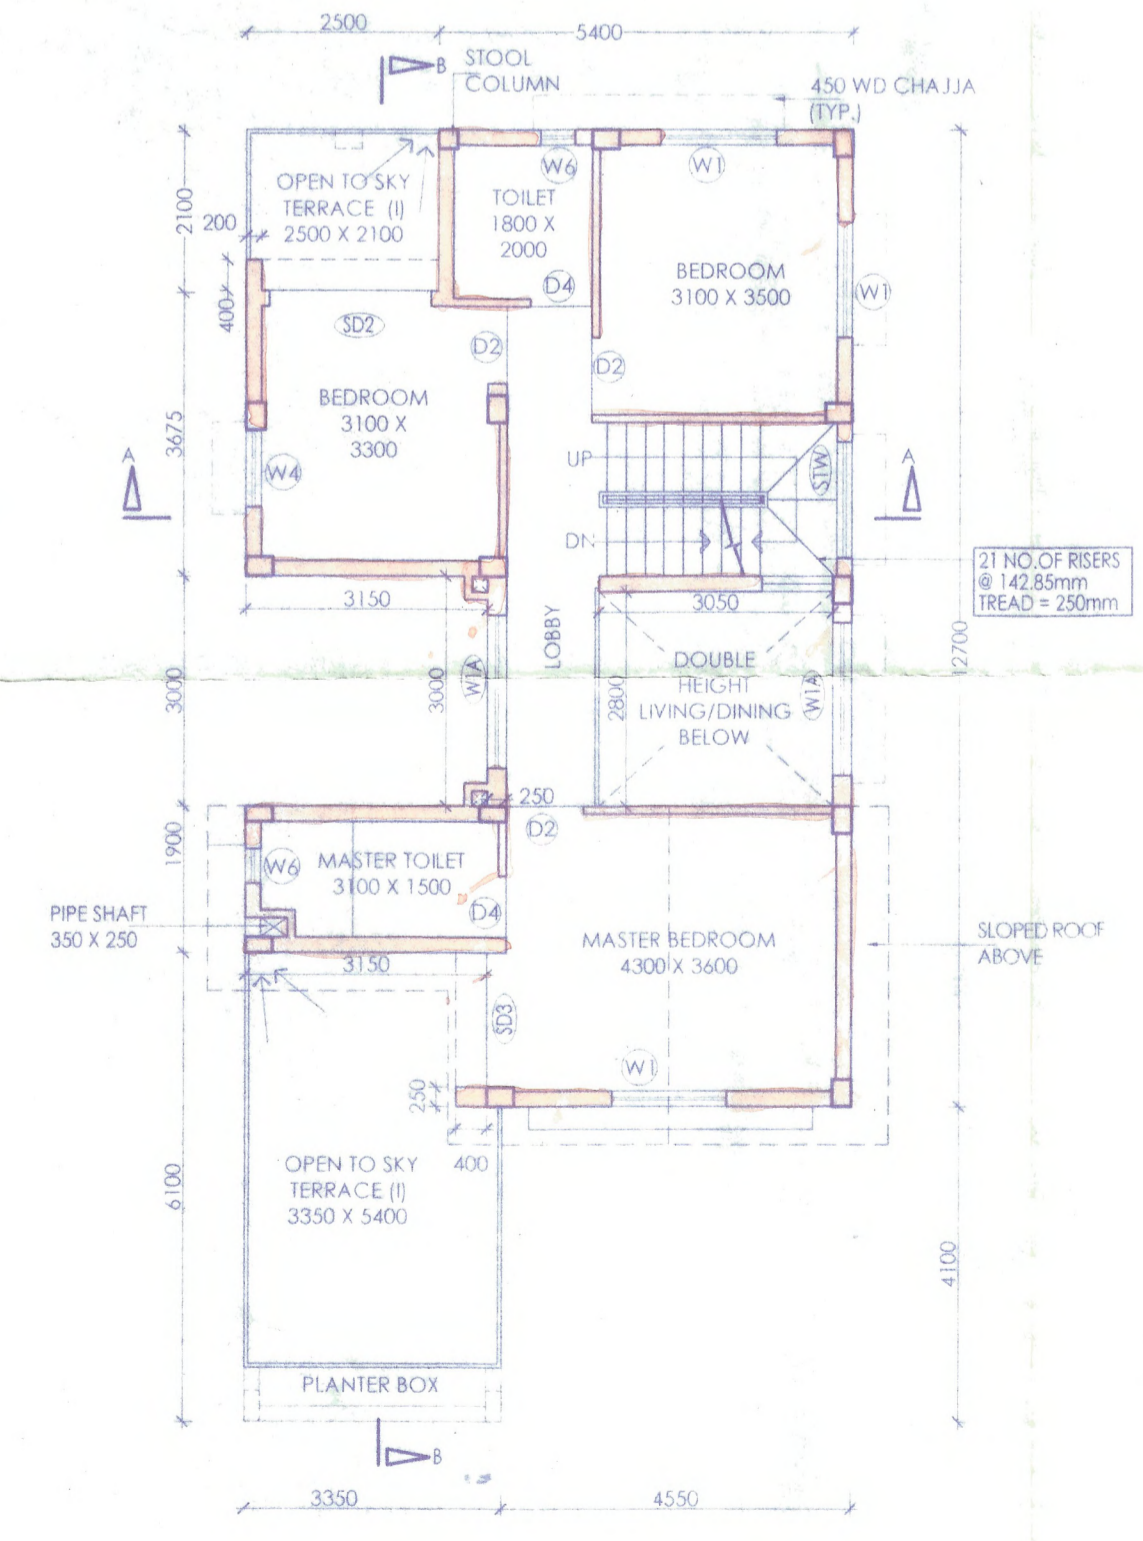 2500
5400
B
STOOL
COLUMN
450 WD CHAJJA
(TYP.)
W6
W1
OPEN TO SKY
TERRACE (I)
2500 X 2100
TOILET
1800 X
2000
2100
200
D4
BEDROOM
3100 X 3500
W1
400
SD2
D2
D2
BEDROOM
3100 X
3300
3675
A
W4
UP
STW
A
DN
21 NO.OF RISERS
@ 142.85mm
TREAD = 250mm
3150
3050
LOBBY
12700
3000
3000
W1A
2800
DOUBLE
HEIGHT
LIVING/DINING
BELOW
W1A
250
D2
1900
W6
MASTER TOILET
3100 X 1500
D4
PIPE SHAFT
350 X 250
MASTER BEDROOM
4300 X 3600
SLOPED ROOF
ABOVE
3150
SD3
W1
250
400
OPEN TO SKY
TERRACE (I)
3350 X 5400
6100
4100
PLANTER BOX
B
3350
4550